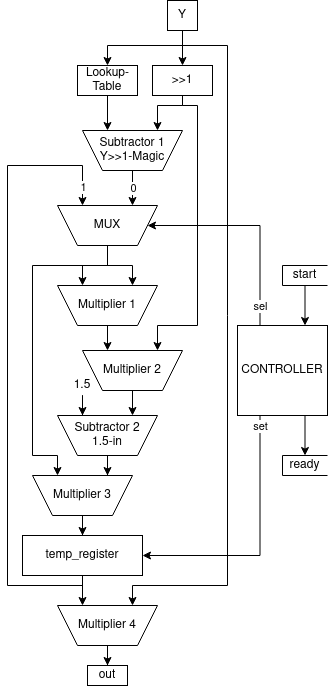 Y
Lookup-
Table
>>1
Subtractor 1
Y>>1-Magic
1
0
MUX
start
Multiplier 1
sel
Multiplier 2
CONTROLLER
1.5
Subtractor 2
1.5-in
set
ready
Multiplier 3
temp_register
Multiplier 4
out